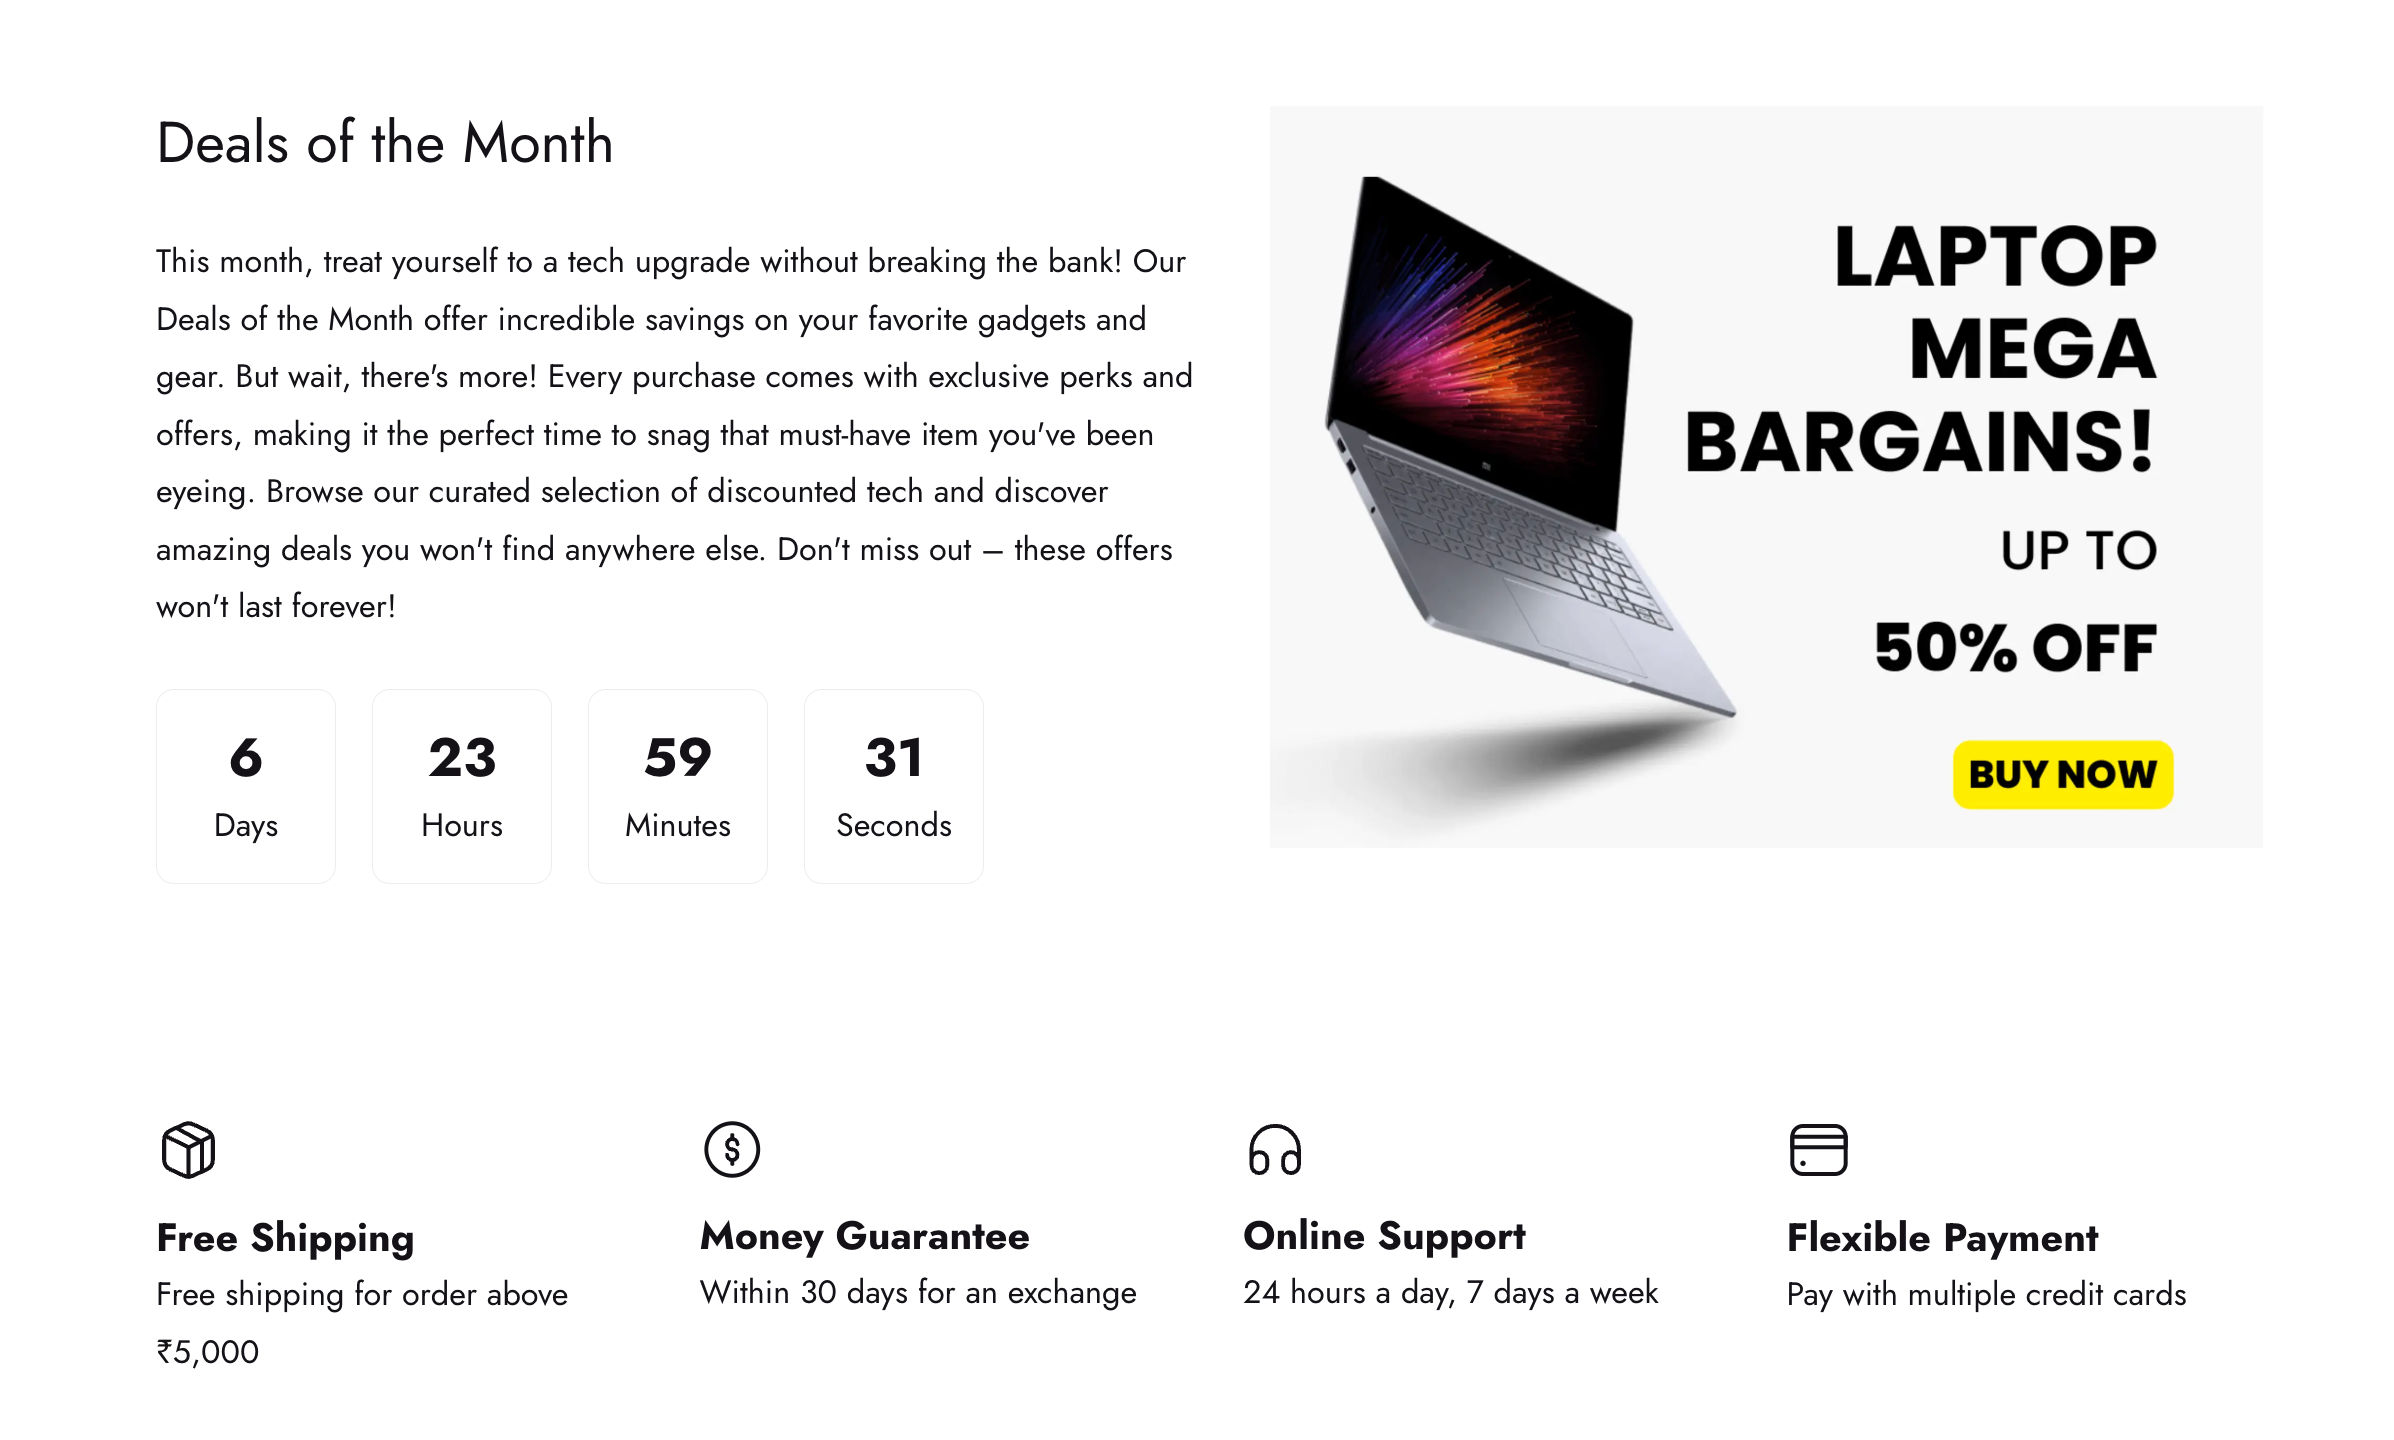 Deals of the Month
This month, treat yourself to a tech upgrade without breaking the bank! Our
Deals of the Month offer incredible savings on your favorite gadgets and
gear. But wait, there's more! Every purchase comes with exclusive perks and
offers, making it the perfect time to snag that must-have item you've been
eyeing. Browse our curated selection of discounted tech and discover
amazing deals you won't find anywhere else. Don't miss out – these offers
won't last forever!
6
Days
23
Hours
59
Minutes
31
Seconds
LAPTOP
MEGA
BARGAINS!
UP TO
50% OFF
BUY NOW
Free Shipping
Free shipping for order above
₹5,000
Money Guarantee
Within 30 days for an exchange
Online Support
24 hours a day, 7 days a week
Flexible Payment
Pay with multiple credit cards